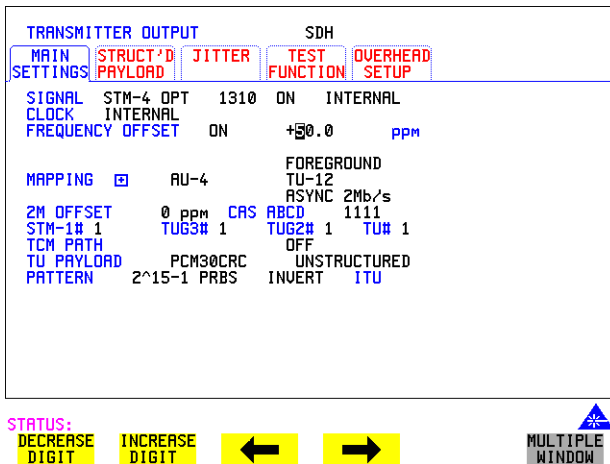 TRANSMITTER OUTPUT SDH
MAIN SETTINGS STRUCT'D PAYLOAD JITTER TEST FUNCTION OVERHEAD SETUP
SIGNAL STM-4 OPT 1310 ON INTERNAL
CLOCK INTERNAL
FREQUENCY OFFSET ON +50.0 ppm
FOREGROUND
MAPPING + AU-4 TU-12
ASYNC 2Mb/s
2M OFFSET 0 ppm CAS ABCD 1111
STM-1# 1 TUG3# 1 TUG2# 1 TU# 1
TCM PATH OFF
TU PAYLOAD PCM30CRC UNSTRUCTURED
PATTERN 2^15-1 PRBS INVERT ITU
STATUS:
DECREASE DIGIT INCREASE DIGIT MULTIPLE WINDOW